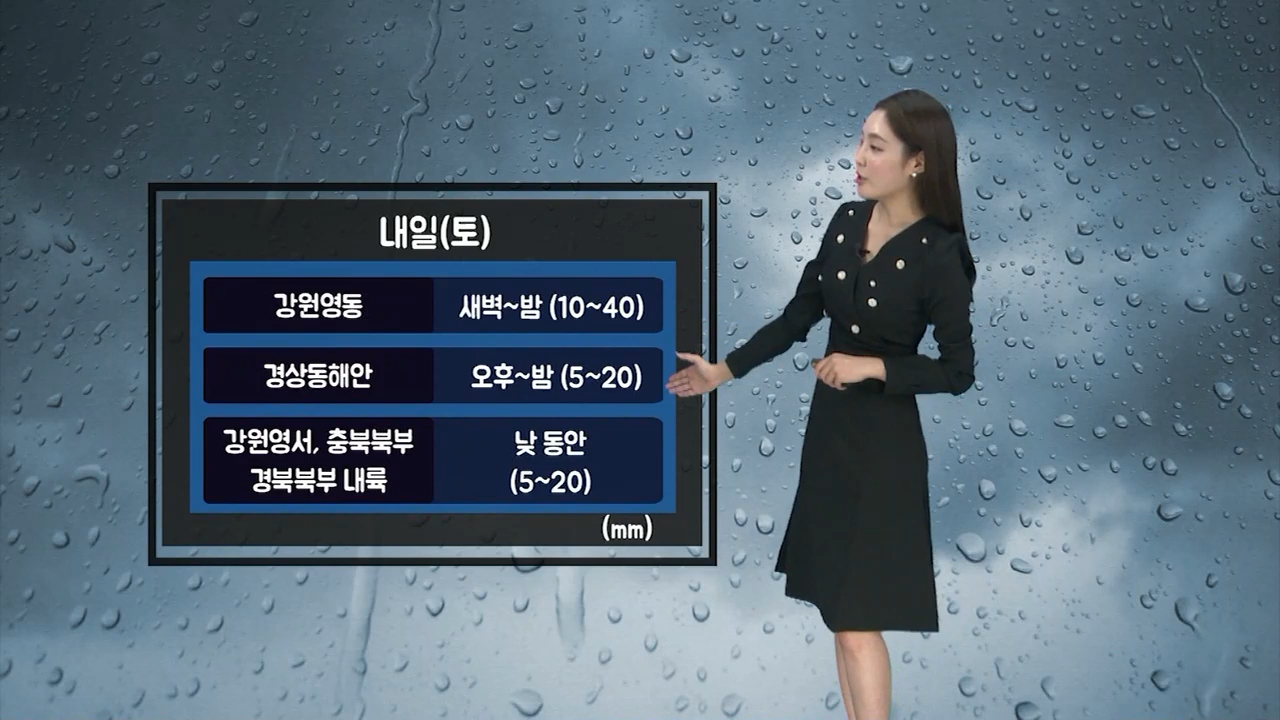 내일(토)
강원영동 새벽~밤 (10~40)
경상동해안 오후~밤 (5~20)
강원영서, 충북북부 낮 동안
경북북부 내륙 (5~20)
(mm)